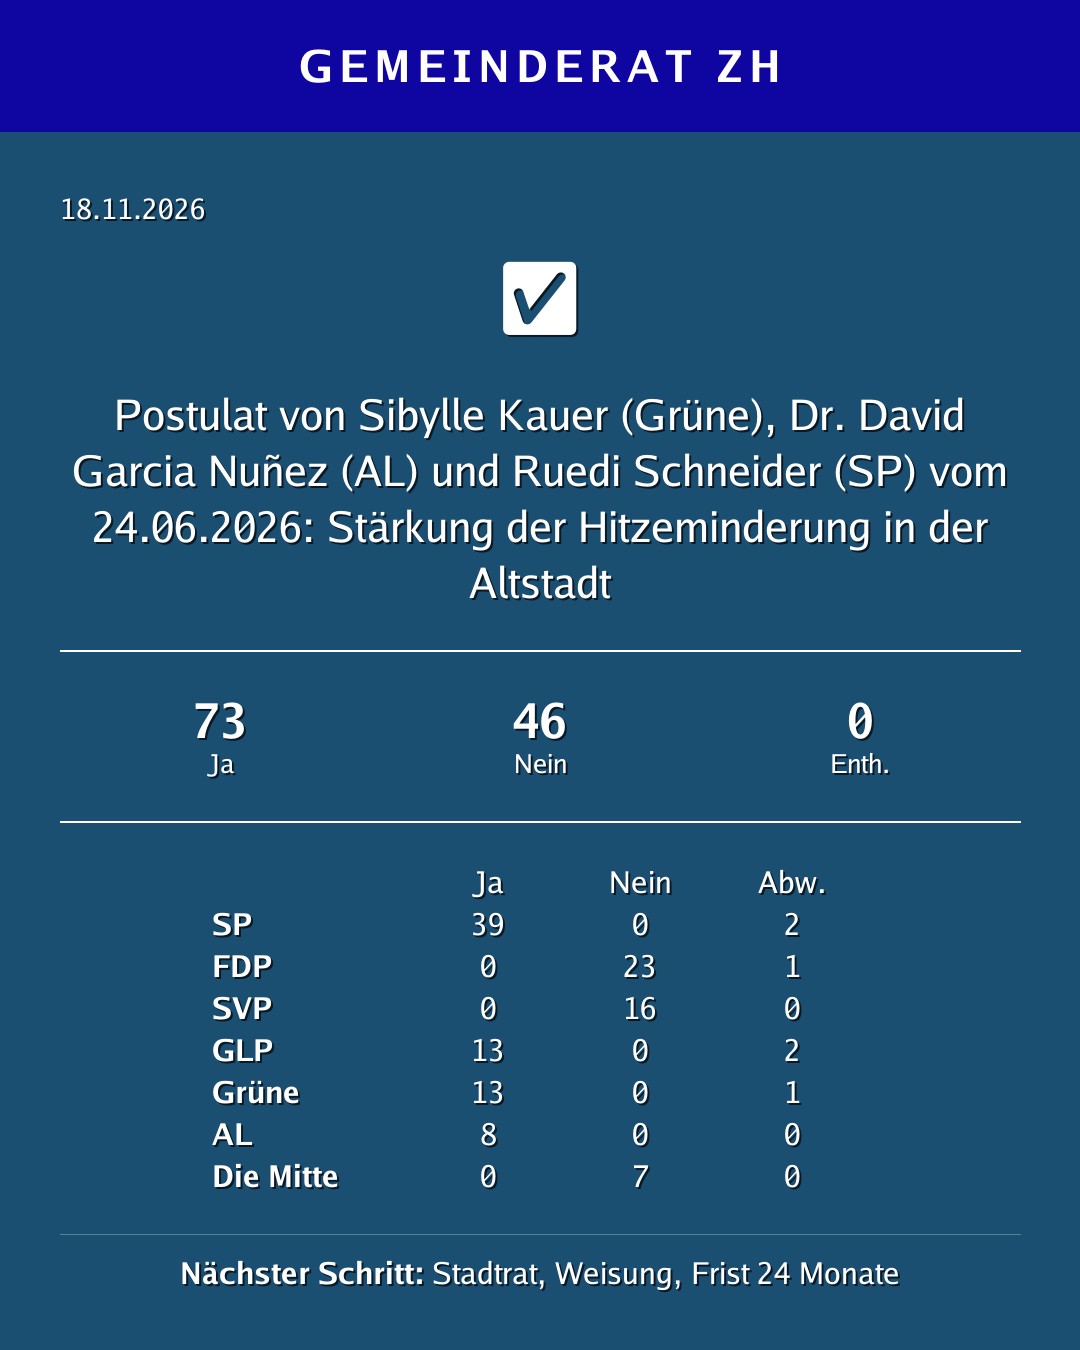 GEMEINDERAT ZH
18.11.2026
Postulat von Sibylle Kauer (Grüne), Dr. David
Garcia Nuñez (AL) und Ruedi Schneider (SP) vom
24.06.2026: Stärkung der Hitzeminderung in der
Altstadt
73 46 0
Ja Nein Enth.
Ja Nein Abw.
SP 39 0 2
FDP 0 23 1
SVP 0 16 0
GLP 13 0 2
Grüne 13 0 1
AL 8 0 0
Die Mitte 0 7 0
Nächster Schritt: Stadtrat, Weisung, Frist 24 Monate